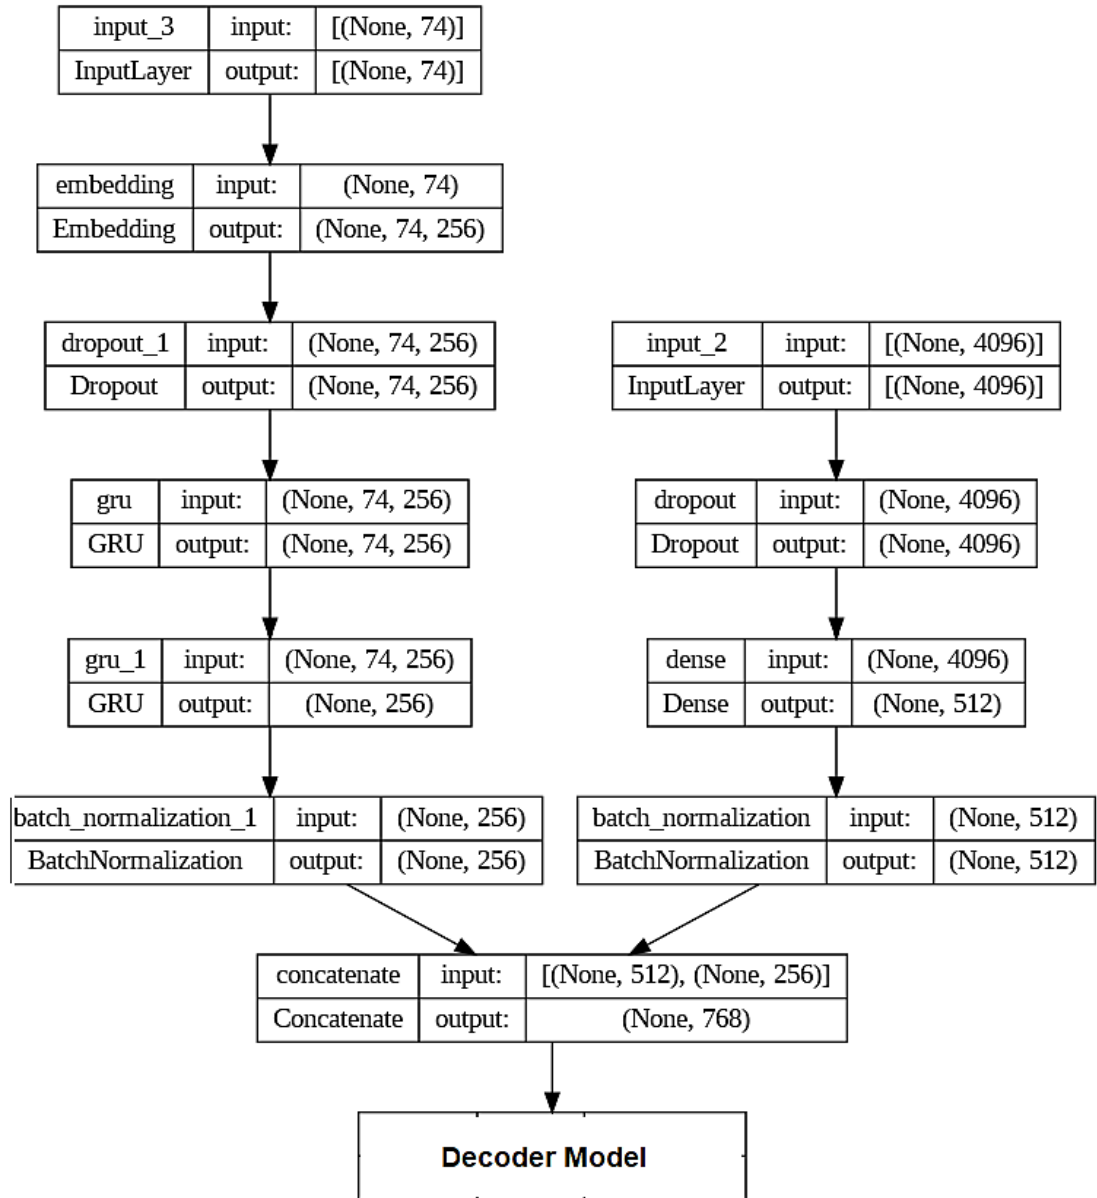 input_3 input: [(None, 74)]
InputLayer output: [(None, 74)]
embedding input: (None, 74)
Embedding output: (None, 74, 256)
dropout_1 input: (None, 74, 256)
Dropout output: (None, 74, 256)
input_2 input: [(None, 4096)]
InputLayer output: [(None, 4096)]
gru input: (None, 74, 256)
GRU output: (None, 74, 256)
dropout input: (None, 4096)
Dropout output: (None, 4096)
gru_1 input: (None, 74, 256)
GRU output: (None, 256)
dense input: (None, 4096)
Dense output: (None, 512)
batch_normalization_1 input: (None, 256)
BatchNormalization output: (None, 256)
batch_normalization input: (None, 512)
BatchNormalization output: (None, 512)
concatenate input: [(None, 512), (None, 256)]
Concatenate output: (None, 768)
Decoder Model